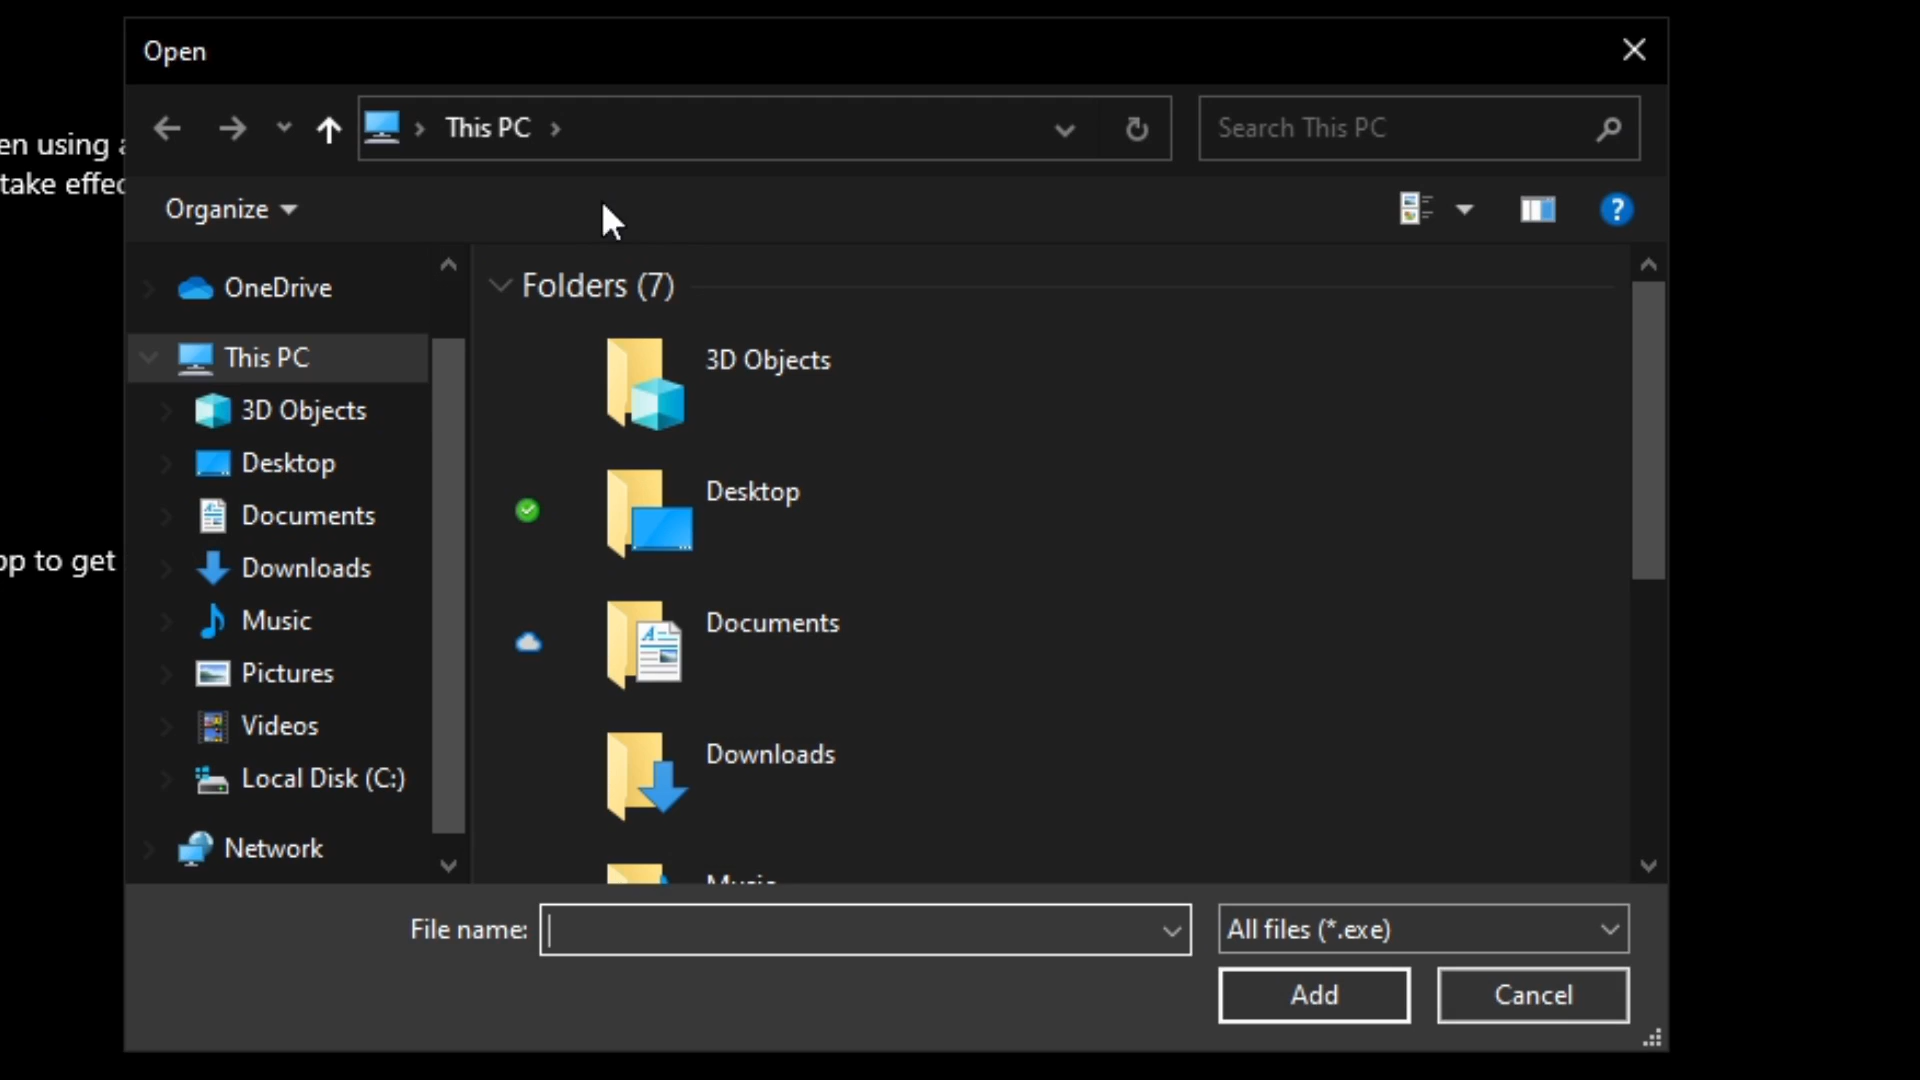 Open
This PC
Search This PC
en using a
take effec
Organize
OneDrive
This PC
3D Objects
Desktop
Documents
Downloads
Music
Pictures
Videos
Local Disk (C:)
Network
Folders (7)
3D Objects
Desktop
Documents
Downloads
Music
op to get
File name:
All files (*.exe)
Add
Cancel